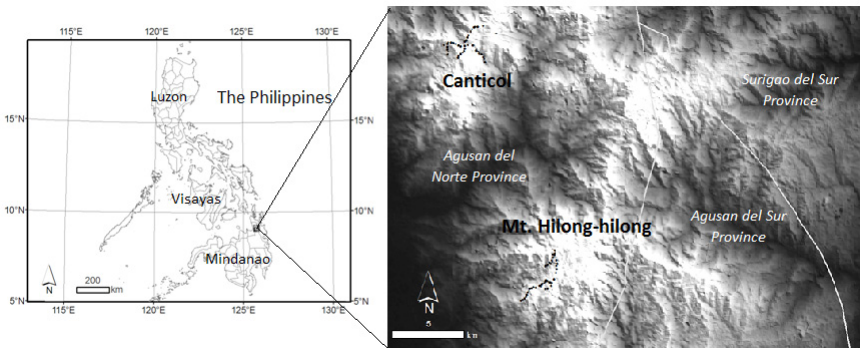 115°E
120°E
125°E
130°E
Luzon
The Philippines
15°N
15°N
Visayas
10°N
10°N
Mindanao
N
200
km
5°N
5°N
115°E
120°E
125°E
130°E
Canticol
Surigao del Sur
Province
Agusan del
Norte Province
Mt. Hilong-hilong
Agusan del Sur
Province
N
5
km